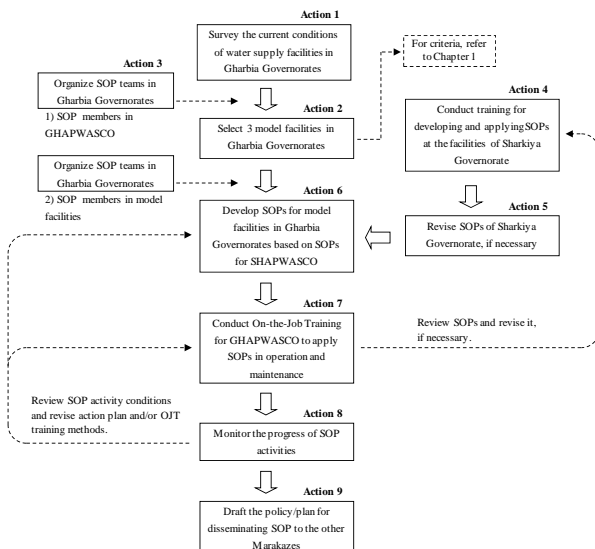 Action 1
Survey the current conditions
of water supply facilities in
Gharbia Governorates
For criteria, refer
to Chapter 1
Action 3
Organize SOP teams in
Gharbia Governorates
1) SOP members in
GHAPWASCO
Action 2
Select 3 model facilities in
Gharbia Governorates
Action 4
Conduct training for
developing and applying SOPs
at the facilities of Sharkiya
Governorate
Organize SOP teams in
Gharbia Governorates
2) SOP members in model
facilities
Action 6
Develop SOPs for model
facilities in Gharbia
Governorates based on SOPs
for SHAPWASCO
Action 5
Revise SOPs of Sharkiya
Governorate, if necessary
Action 7
Conduct On-the-Job Training
for GHAPWASCO to apply
SOPs in operation and
maintenance
Review SOPs and revise it,
if necessary.
Review SOP activity conditions
and revise action plan and/or OJT
training methods.
Action 8
Monitor the progress of SOP
activities
Action 9
Draft the policy/plan for
disseminating SOP to the other
Marakazes